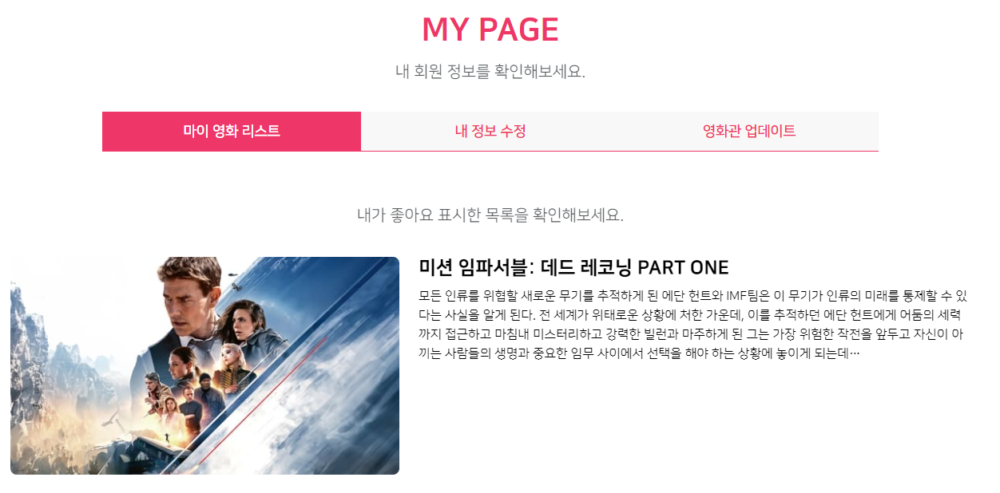 MY PAGE
내 회원 정보를 확인해보세요.
마이 영화 리스트
내 정보 수정
영화관 업데이트
내가 좋아요 표시한 목록을 확인해보세요.
미션 임파서블: 데드 레코닝 PART ONE
모든 인류를 위협할 새로운 무기를 추적하게 된 에단 헌트와 IMF팀은 이 무기가 인류의 미래를 통제할 수 있
다는 사실을 알게 된다. 전 세계가 위태로운 상황에 처한 가운데, 이를 추적하던 에단 헌트에게 어둠의 세력
까지 접근하고 마침내 미스터리하고 강력한 빌런과 마주하게 된 그는 가장 위험한 작전을 앞두고 자신이 아
끼는 사람들의 생명과 중요한 임무 사이에서 선택을 해야 하는 상황에 놓이게 되는데…